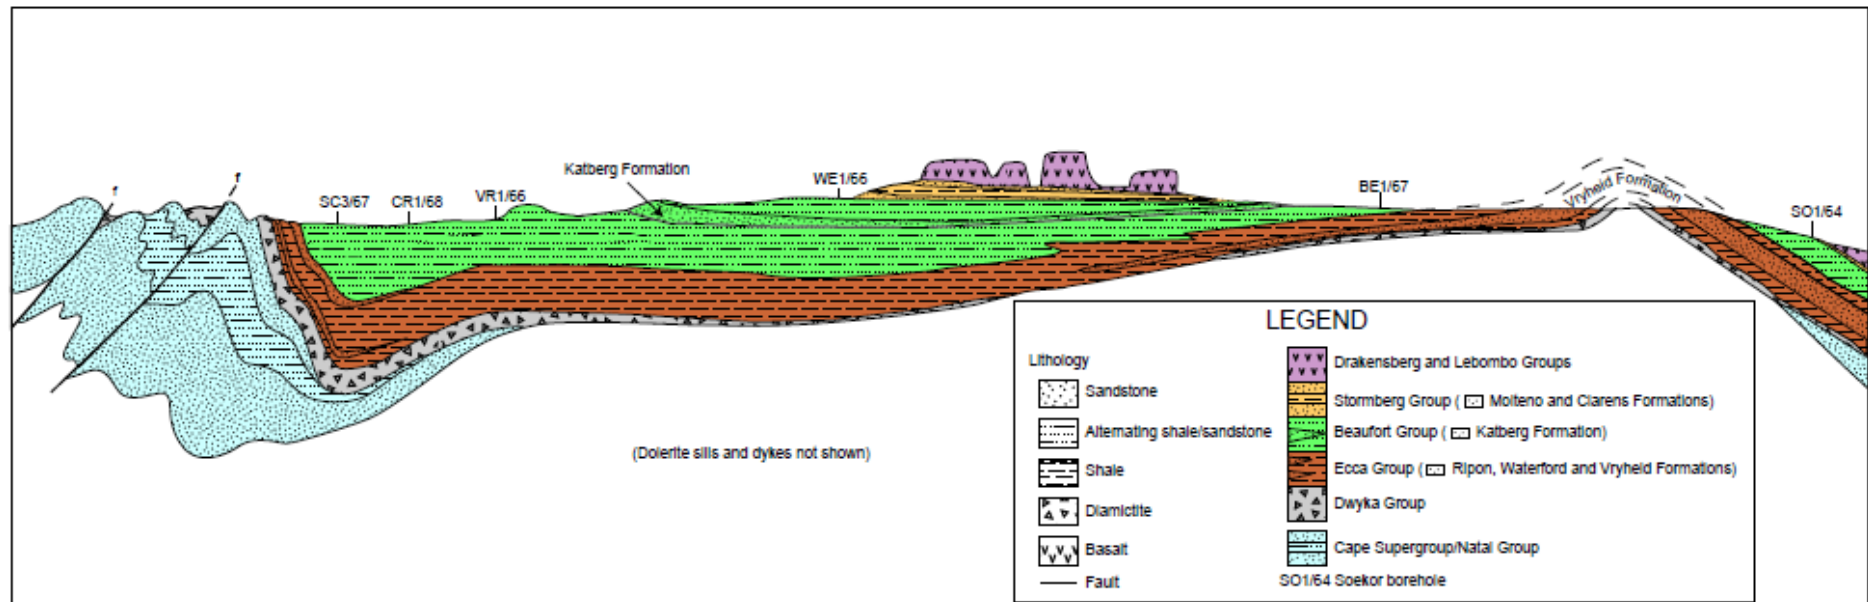 f
f
SC3/67
CR1/68
VR1/66
Katberg Formation
WE1/66
BE1/67
Vryheid Formation
SO1/64
(Dolerite sills and dykes not shown)
LEGEND
Lithology
Sandstone
Alternating shale/sandstone
Shale
Diamictite
Basalt
Fault
Drakensberg and Lebombo Groups
Stormberg Group ( Molteno and Clarens Formations)
Beaufort Group ( Katberg Formation)
Ecca Group ( Ripon, Waterford and Vryheid Formations)
Dwyka Group
Cape Supergroup/Natal Group
SO1/64 Soekor borehole